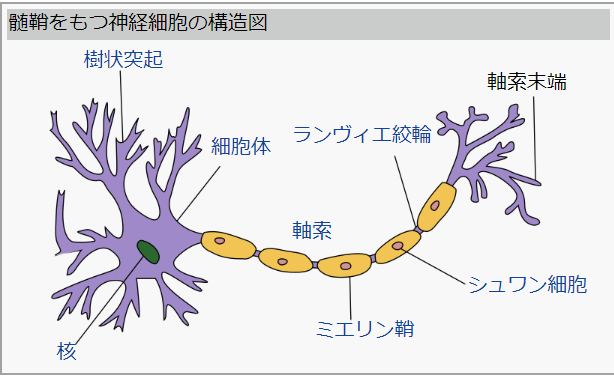 髄鞘をもつ神経細胞の構造図
樹状突起
軸索末端
細胞体
ランヴィエ絞輪
軸索
シュワン細胞
ミエリン鞘
核